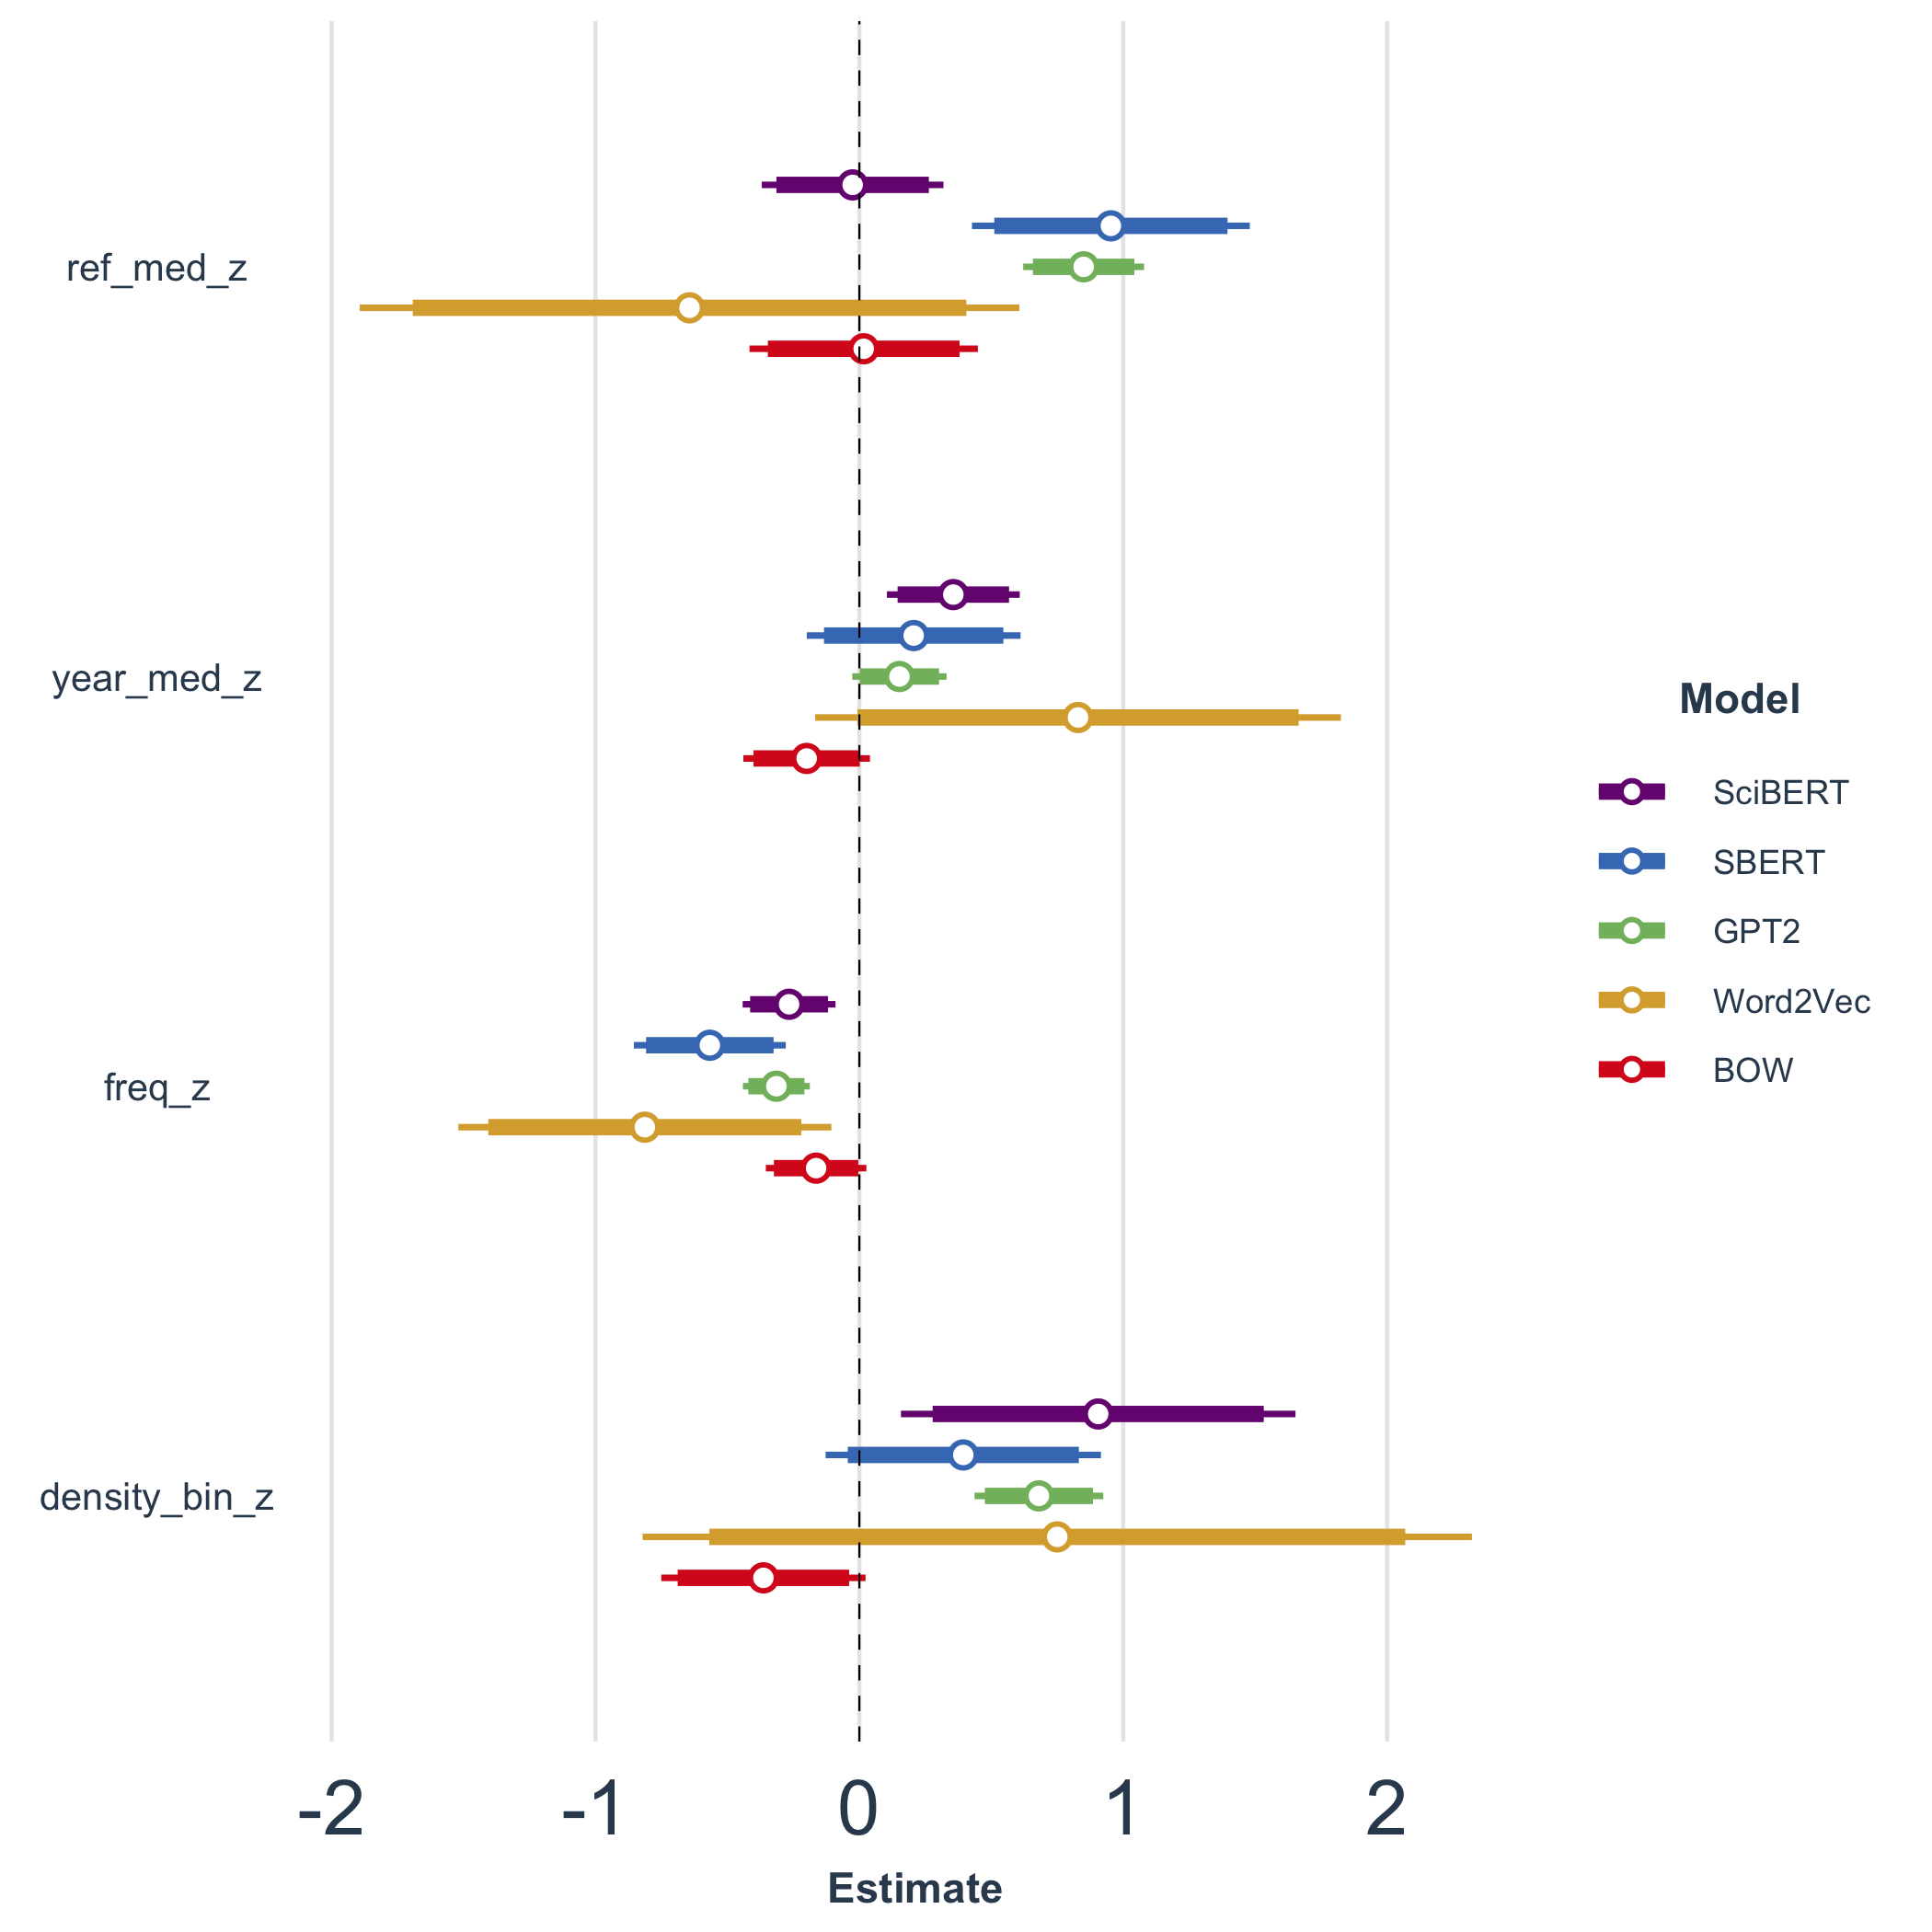 ref_med_z
year_med_z
freq_z
density_bin_z
-2 -1 0 1 2
Estimate
Model
SciBERT
SBERT
GPT2
Word2Vec
BOW